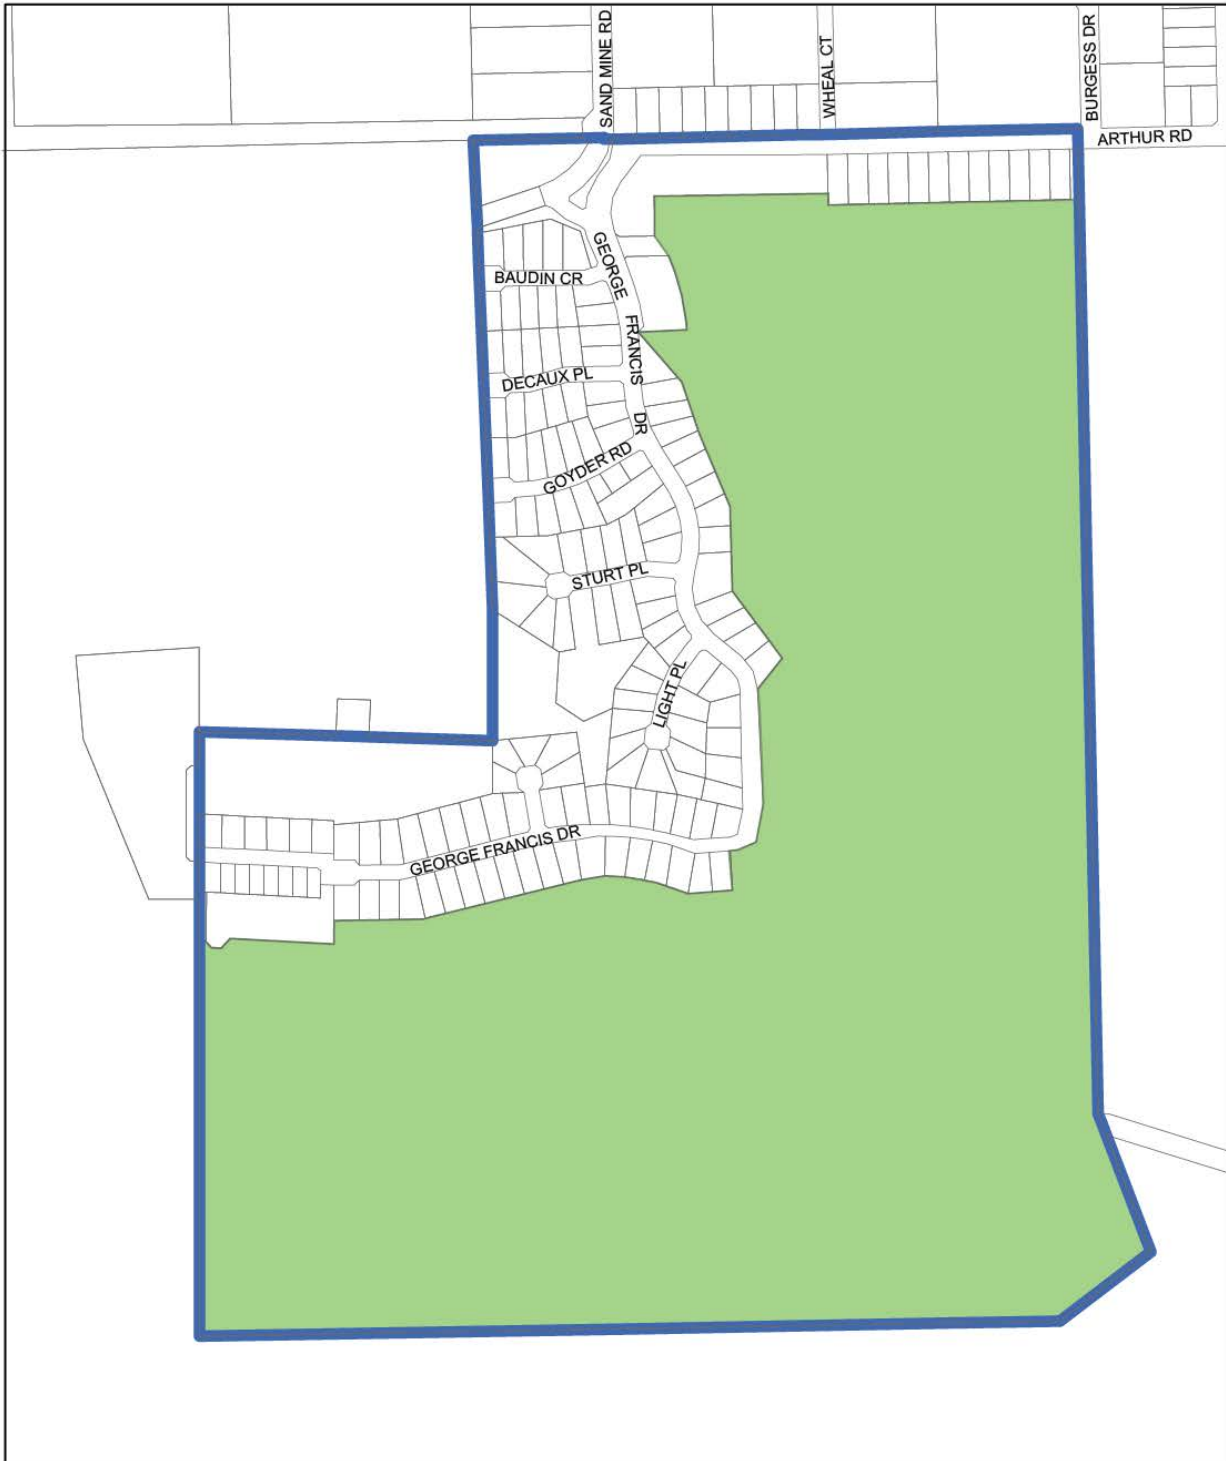 SAND MINE RD
WHEAL CT
BURGESS DR
ARTHUR RD
GEORGE FRANCIS DR
BAUDIN CR
DECAUX PL
GOYDER RD
STURT PL
LIGHT PL
GEORGE FRANCIS DR